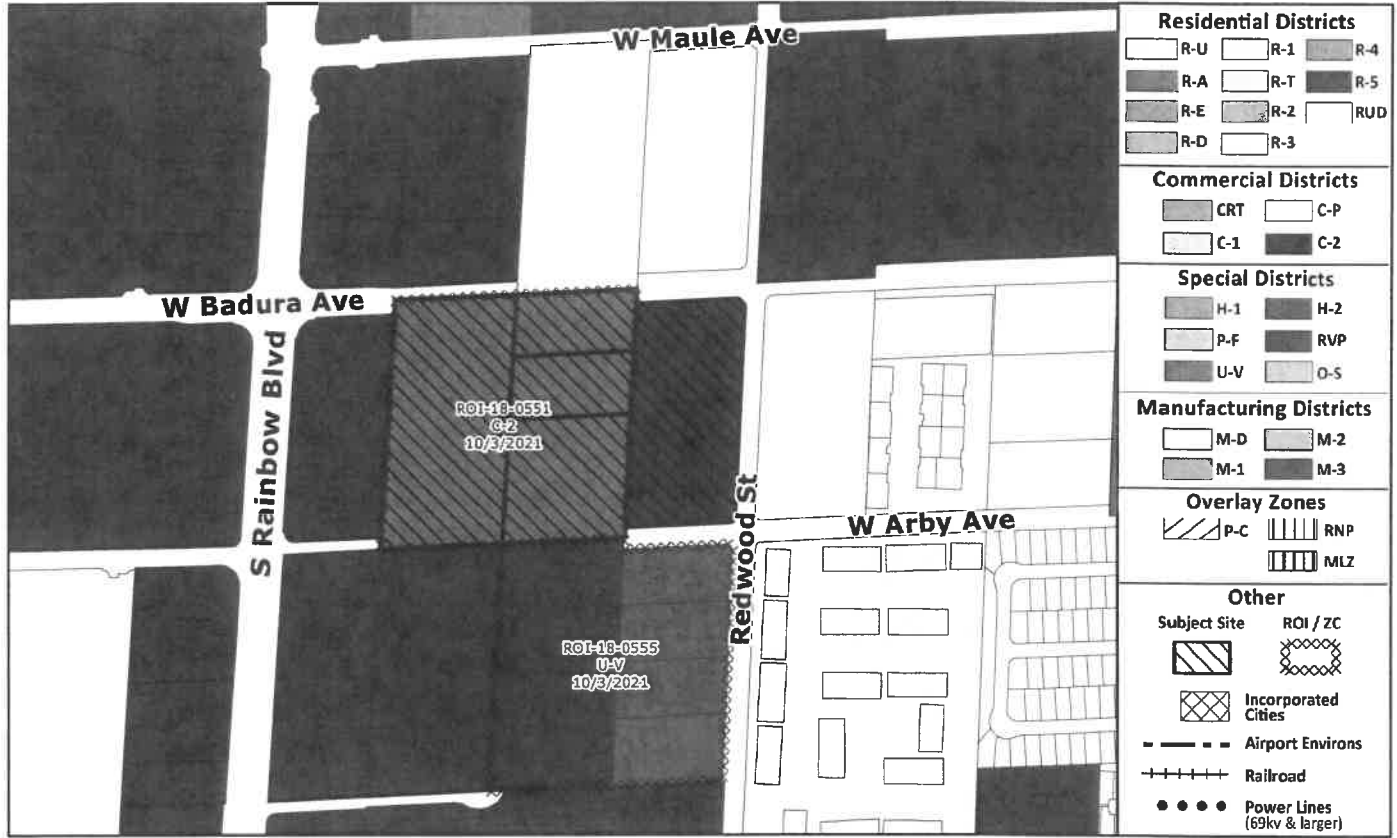 W Maule Ave
W Badura Ave
S Rainbow Blvd
ROI-18-0551
C-2
10/3/2021
Redwood St
W Arby Ave
ROI-18-0555
U-V
10/3/2021
Residential Districts
R-U R-1 R-4
R-A R-T R-5
R-E R-2 RUD
R-D R-3
Commercial Districts
CRT C-P
C-1 C-2
Special Districts
H-1 H-2
P-F RVP
U-V O-S
Manufacturing Districts
M-D M-2
M-1 M-3
Overlay Zones
P-C RNP
MLZ
Other
Subject Site ROI / ZC
Incorporated
Cities
Airport Environs
Railroad
Power Lines
(69kv & larger)